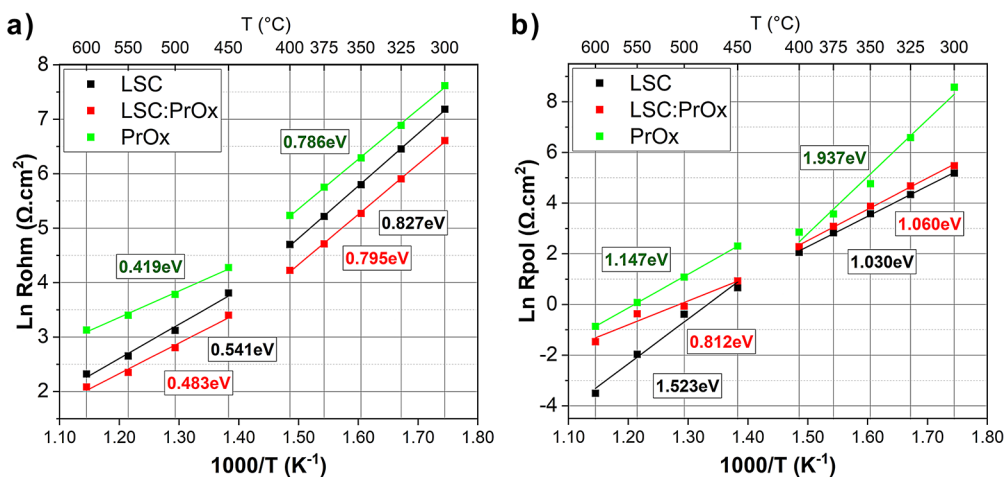 a)
T (°C)
600 550 500 450 400 375 350 325 300
8
7
6
5
4
3
2
Ln Rohm (Ω.cm²)
LSC
LSC:PrOx
PrOx
0.786eV
0.827eV
0.795eV
0.419eV
0.541eV
0.483eV
1.10 1.20 1.30 1.40 1.50 1.60 1.70 1.80
1000/T (K⁻¹)
b)
T (°C)
600 550 500 450 400 375 350 325 300
8
6
4
2
0
-2
-4
Ln Rpol (Ω.cm²)
LSC
LSC:PrOx
PrOx
1.937eV
1.060eV
1.030eV
1.147eV
0.812eV
1.523eV
1.10 1.20 1.30 1.40 1.50 1.60 1.70 1.80
1000/T (K⁻¹)